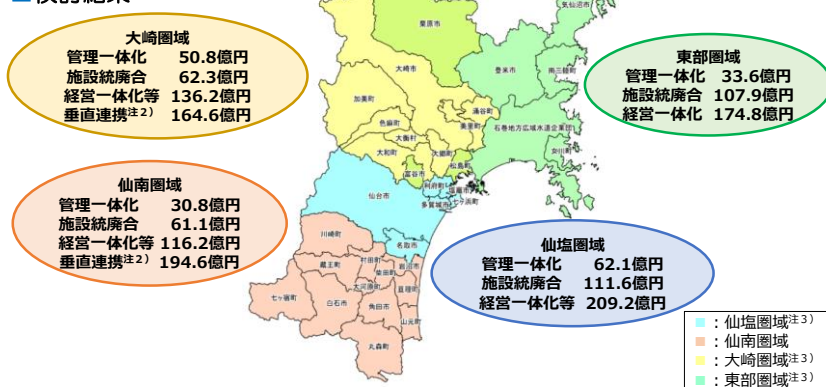 ■検討結果
気仙沼市
栗原市
大崎圏域
管理一体化 50.8億円
施設統廃合 62.3億円
経営一体化等 136.2億円
垂直連携注2) 164.6億円
東部圏域
管理一体化 33.6億円
施設統廃合 107.9億円
経営一体化 174.8億円
大崎市
登米市
南三陸町
加美町
涌谷町
色麻町
美里町
石巻地方広域水道企業団
大衡村
女川町
大和町
大郷町
松島町
富谷市
利府町
塩竈市
仙台市
多賀城市
七ヶ浜町
仙南圏域
管理一体化 30.8億円
施設統廃合 61.1億円
経営一体化等 116.2億円
垂直連携注2) 194.6億円
川崎町
名取市
仙塩圏域
管理一体化 62.1億円
施設統廃合 111.6億円
経営一体化等 209.2億円
村田町
岩沼市
蔵王町
柴田町
大河原町
亘理町
七ヶ宿町
白石市
角田市
山元町
丸森町
■：仙塩圏域注3)
■：仙南圏域
■：大崎圏域注3)
■：東部圏域注3)